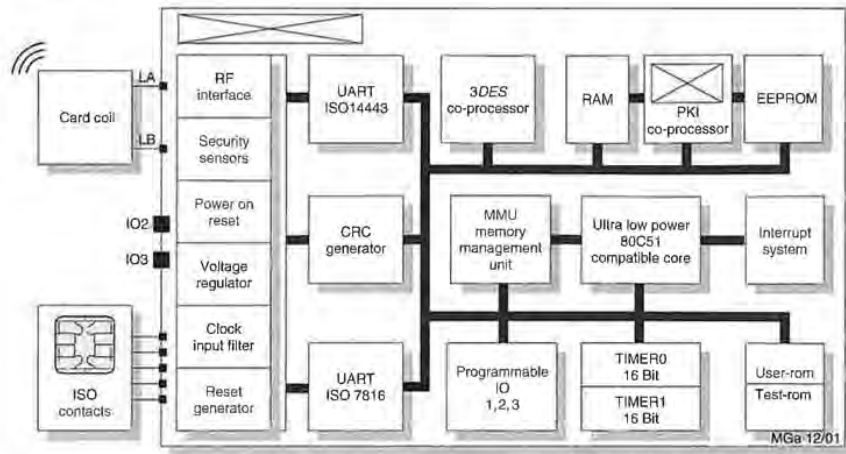 Card coil
LA
LB
IO2
IO3
ISO
contacts
RF
interface
Security
sensors
Power on
reset
Voltage
regulator
Clock
input filter
Reset
generator
UART
ISO14443
CRC
generator
UART
ISO 7816
3DES
co-processor
RAM
PKI
co-processor
EEPROM
MMU
memory
management
unit
Ultra low power
80C51
compatible core
Interrupt
system
Programmable
IO
1,2,3
TIMER0
16 Bit
TIMER1
16 Bit
User-rom
Test-rom
MGa 12/01